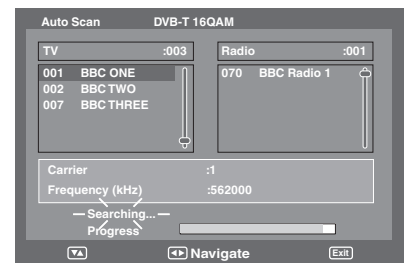 Auto Scan DVB-T 16QAM
TV :003 Radio :001
001 BBC ONE 070 BBC Radio 1
002 BBC TWO
007 BBC THREE
Carrier :1
Frequency (kHz) :562000
Searching...
Progress
Navigate Exit